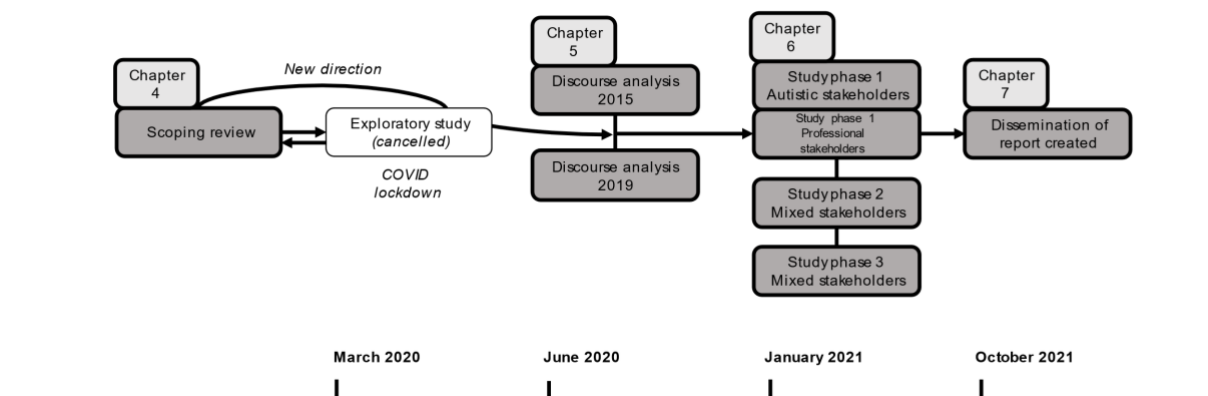 Chapter
4
Scoping review
New direction
Exploratory study
(cancelled)
COVID
lockdown
Chapter
5
Discourse analysis
2015
Discourse analysis
2019
Chapter
6
Study phase 1
Autistic stakeholders
Study phase 1
Professional
stakeholders
Study phase 2
Mixed stakeholders
Study phase 3
Mixed stakeholders
Chapter
7
Dissemination of
report created
March 2020
June 2020
January 2021
October 2021